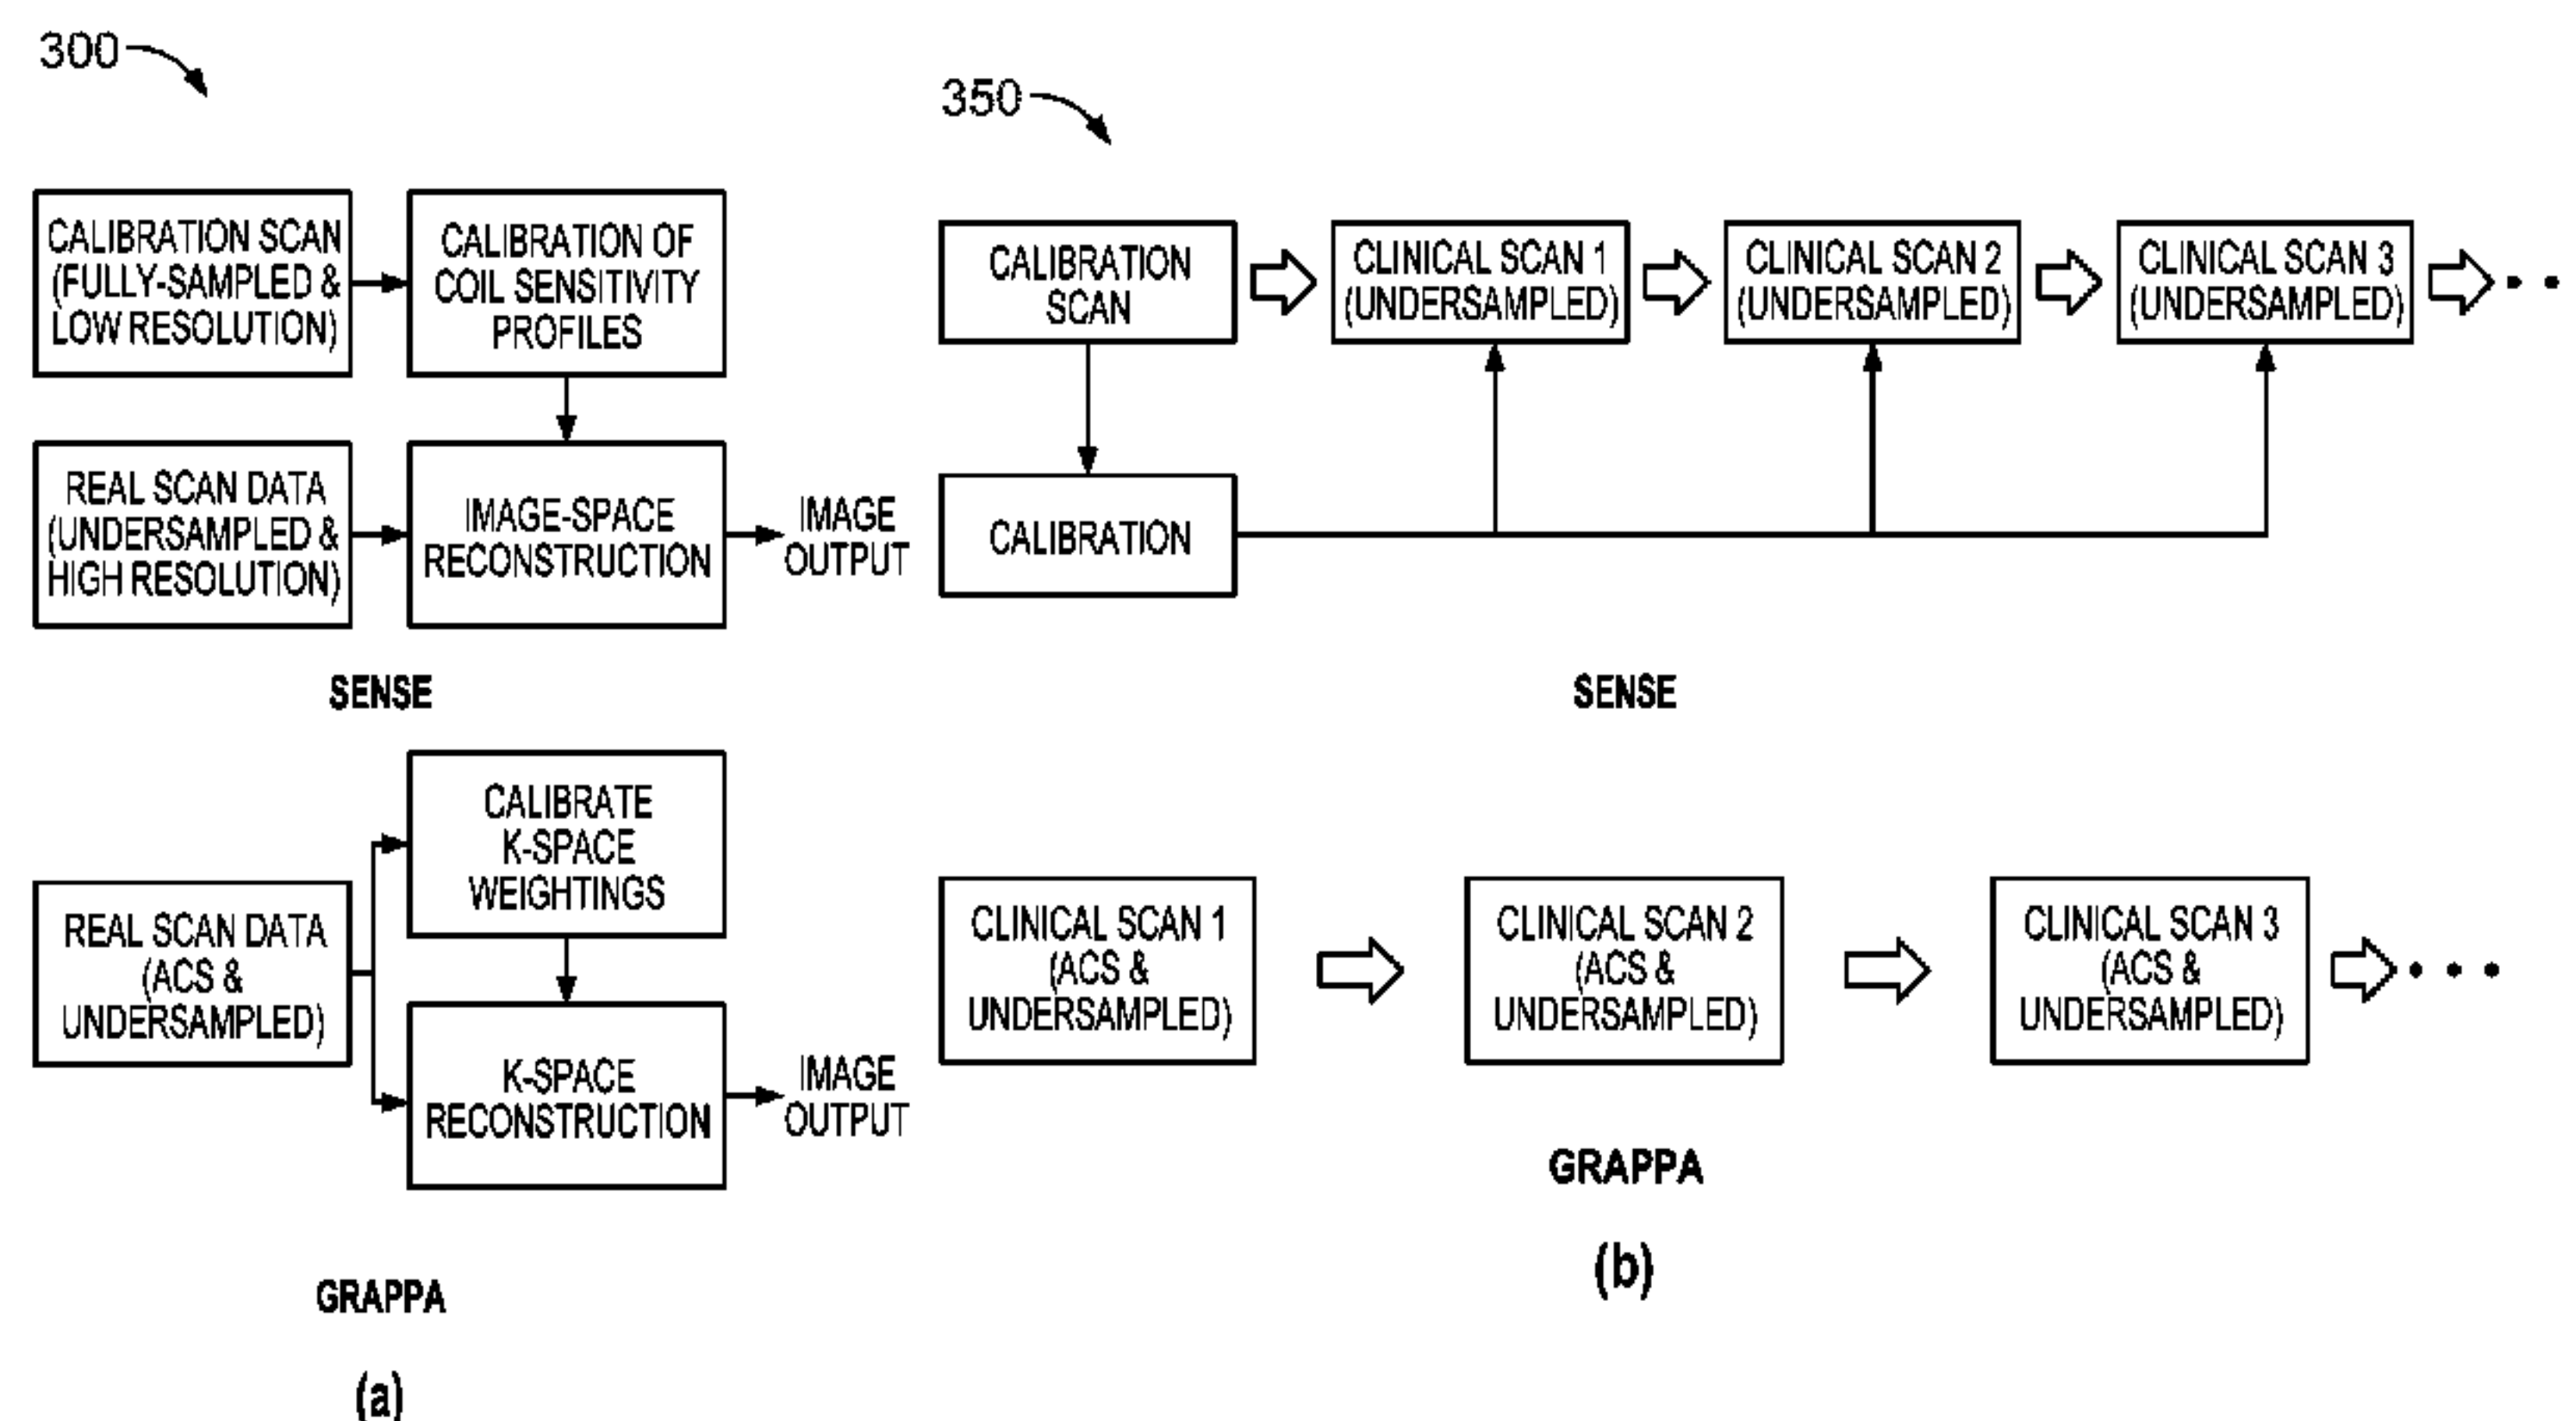 300
CALIBRATION SCAN
(FULLY-SAMPLED &
LOW RESOLUTION)
CALIBRATION OF
COIL SENSITIVITY
PROFILES
REAL SCAN DATA
(UNDERSAMPLED &
HIGH RESOLUTION)
IMAGE-SPACE
RECONSTRUCTION
IMAGE
OUTPUT
SENSE
REAL SCAN DATA
(ACS &
UNDERSAMPLED)
CALIBRATE
K-SPACE
WEIGHTINGS
K-SPACE
RECONSTRUCTION
IMAGE
OUTPUT
GRAPPA
(a)
350
CALIBRATION
SCAN
CLINICAL SCAN 1
(UNDERSAMPLED)
CLINICAL SCAN 2
(UNDERSAMPLED)
CLINICAL SCAN 3
(UNDERSAMPLED)
CALIBRATION
SENSE
CLINICAL SCAN 1
(ACS &
UNDERSAMPLED)
CLINICAL SCAN 2
(ACS &
UNDERSAMPLED)
CLINICAL SCAN 3
(ACS &
UNDERSAMPLED)
GRAPPA
(b)